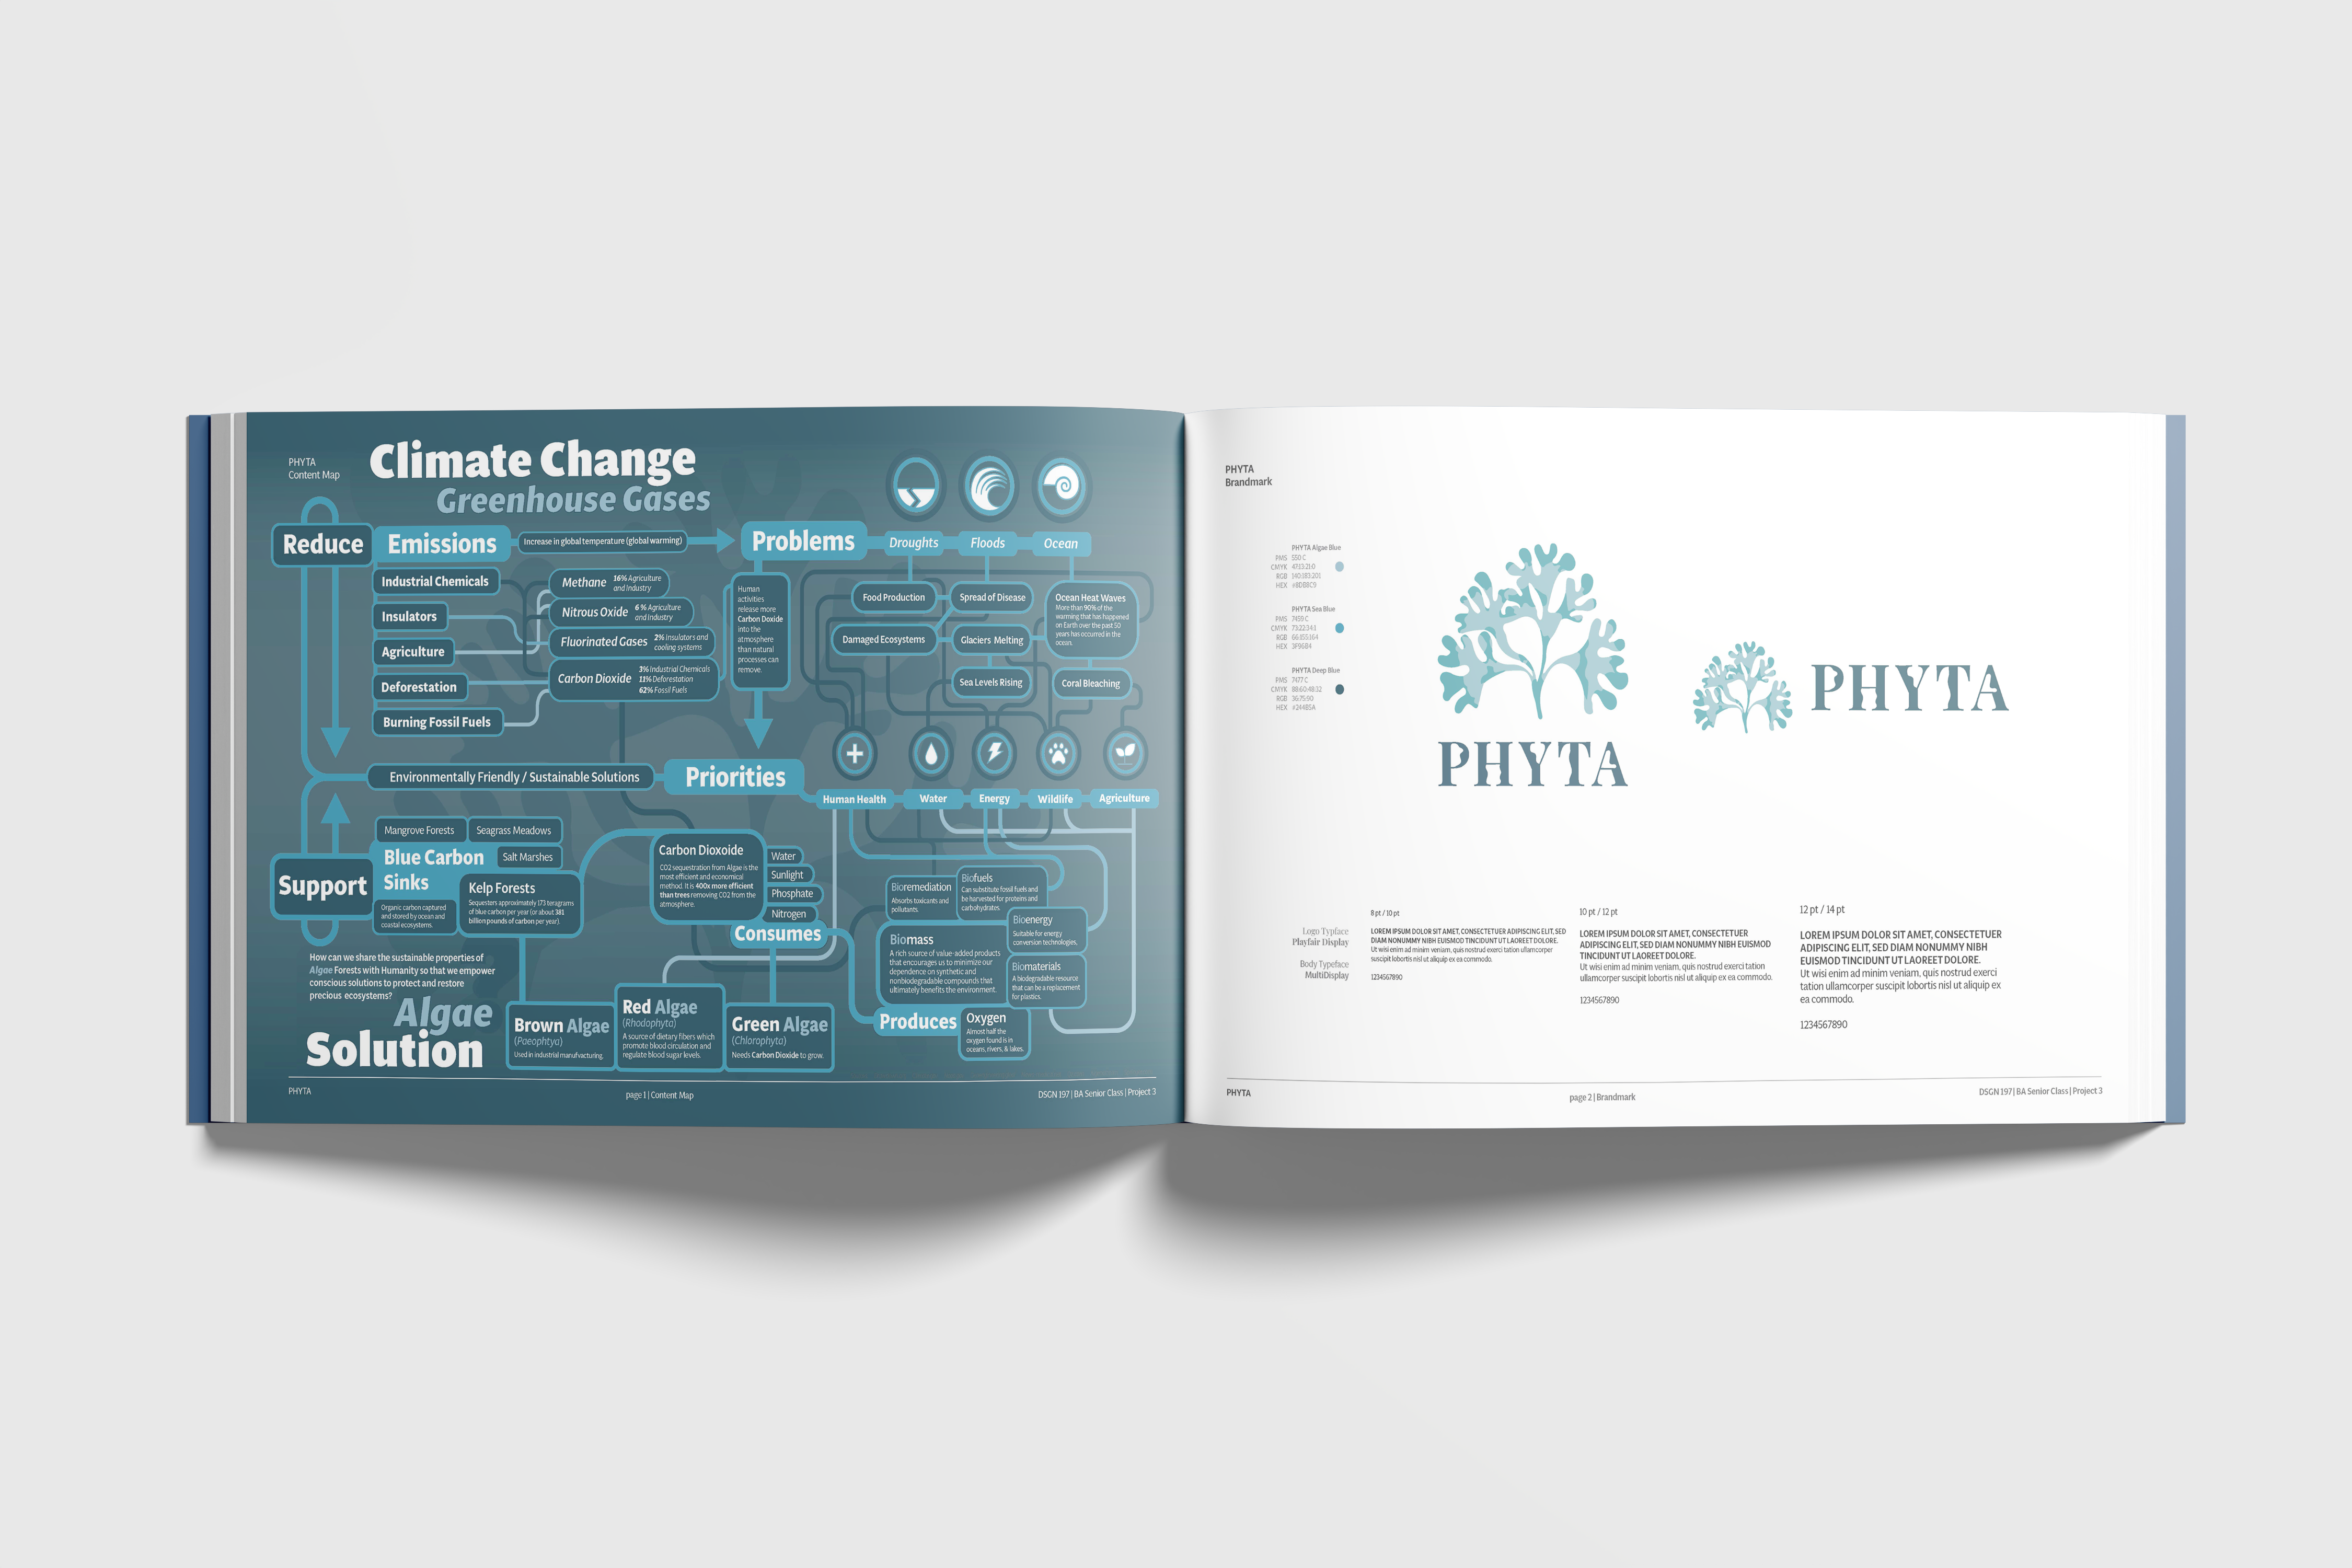 PHYTA
Content Map
Climate Change
Greenhouse Gases
Reduce
Emissions
Increase in global temperature (global warming)
Problems
Droughts
Floods
Ocean
Industrial Chemicals
Insulators
Agriculture
Deforestation
Burning Fossil Fuels
Methane
16% Agriculture
and Industry
Nitrous Oxide
6 % Agriculture
and Industry
Fluorinated Gases
2% Insulators and
cooling systems
Carbon Dioxide
3% Industrial Chemicals
11% Deforestation
62% Fossil Fuels
Human
activities
release more
Carbon Dioxide
into the
atmosphere
than natural
processes can
remove.
Food Production
Spread of Disease
Ocean Heat Waves
More than 90% of the
warming that has happened
on Earth over the past 50
years has occurred in the
ocean.
Damaged Ecosystems
Glaciers Melting
Sea Levels Rising
Coral Bleaching
Environmentally Friendly / Sustainable Solutions
Priorities
Human Health
Water
Energy
Wildlife
Agriculture
Support
Mangrove Forests
Seagrass Meadows
Blue Carbon
Sinks
Salt Marshes
Organic carbon captured
and stored by ocean and
coastal ecosystems.
Kelp Forests
Sequesters approximately 173 teragrams
of blue carbon per year (or about 381
billion pounds of carbon per year).
Carbon Dioxoide
CO2 sequestration from Algae is the
most efficient and economical
method. It is 400x more efficient
than trees removing CO2 from the
atmosphere.
Water
Sunlight
Phosphate
Nitrogen
Consumes
Bioremediation
Absorbs toxicants and
pollutants.
Biofuels
Can substitute fossil fuels and
be harvested for proteins and
carbohydrates.
Bioenergy
Suitable for energy
conversion technologies.
Biomass
A rich source of value-added products
that encourages us to minimize our
dependence on synthetic and
nonbiodegradable compounds that
ultimately benefits the environment.
Biomaterials
A biodegradable resource
that can be a replacement
for plastics.
Produces
Oxygen
Almost half the
oxygen found is in
oceans, rivers, & lakes.
How can we share the sustainable properties of
Algae Forests with Humanity so that we empower
conscious solutions to protect and restore
precious ecosystems?
Algae
Solution
Brown Algae
(Paeophtya)
Used in industrial manufvacturing.
Red Algae
(Rhodophyta)
A source of dietary fibers which
promote blood circulation and
regulate blood sugar levels.
Green Algae
(Chlorophyta)
Needs Carbon Dioxide to grow.
PHYTA
page 1 | Content Map
DSGN 197 | BA Senior Class | Project 3
PHYTA
Brandmark
PHYTA Algae Blue
PMS 550 C
CMYK 47:13:21:0
RGB 140:183:201
HEX #8DB8C9
PHYTA Sea Blue
PMS 7459 C
CMYK 73:22:34:1
RGB 66:155:164
HEX 3F96B4
PHYTA Deep Blue
PMS 7477 C
CMYK 88:60:48:32
RGB 36:75:90
HEX #244B5A
PHYTA
PHYTA
Logo Typeface
Playfair Display
Body Typeface
MultiDisplay
8 pt / 10 pt
LOREM IPSUM DOLOR SIT AMET, CONSECTETUER ADIPISCING ELIT, SED
DIAM NONUMMY NIBH EUISMOD TINCIDUNT UT LAOREET DOLORE.
Ut wisi enim ad minim veniam, quis nostrud exerci tation ullamcorper
suscipit lobortis nisl ut aliquip ex ea commodo.
1234567890
10 pt / 12 pt
LOREM IPSUM DOLOR SIT AMET, CONSECTETUER
ADIPISCING ELIT, SED DIAM NONUMMY NIBH EUISMOD
TINCIDUNT UT LAOREET DOLORE.
Ut wisi enim ad minim veniam, quis nostrud exerci tation
ullamcorper suscipit lobortis nisl ut aliquip ex ea commodo.
1234567890
12 pt / 14 pt
LOREM IPSUM DOLOR SIT AMET, CONSECTETUER
ADIPISCING ELIT, SED DIAM NONUMMY NIBH
EUISMOD TINCIDUNT UT LAOREET DOLORE.
Ut wisi enim ad minim veniam, quis nostrud exerci
tation ullamcorper suscipit lobortis nisl ut aliquip ex
ea commodo.
1234567890
PHYTA
page 2 | Brandmark
DSGN 197 | BA Senior Class | Project 3